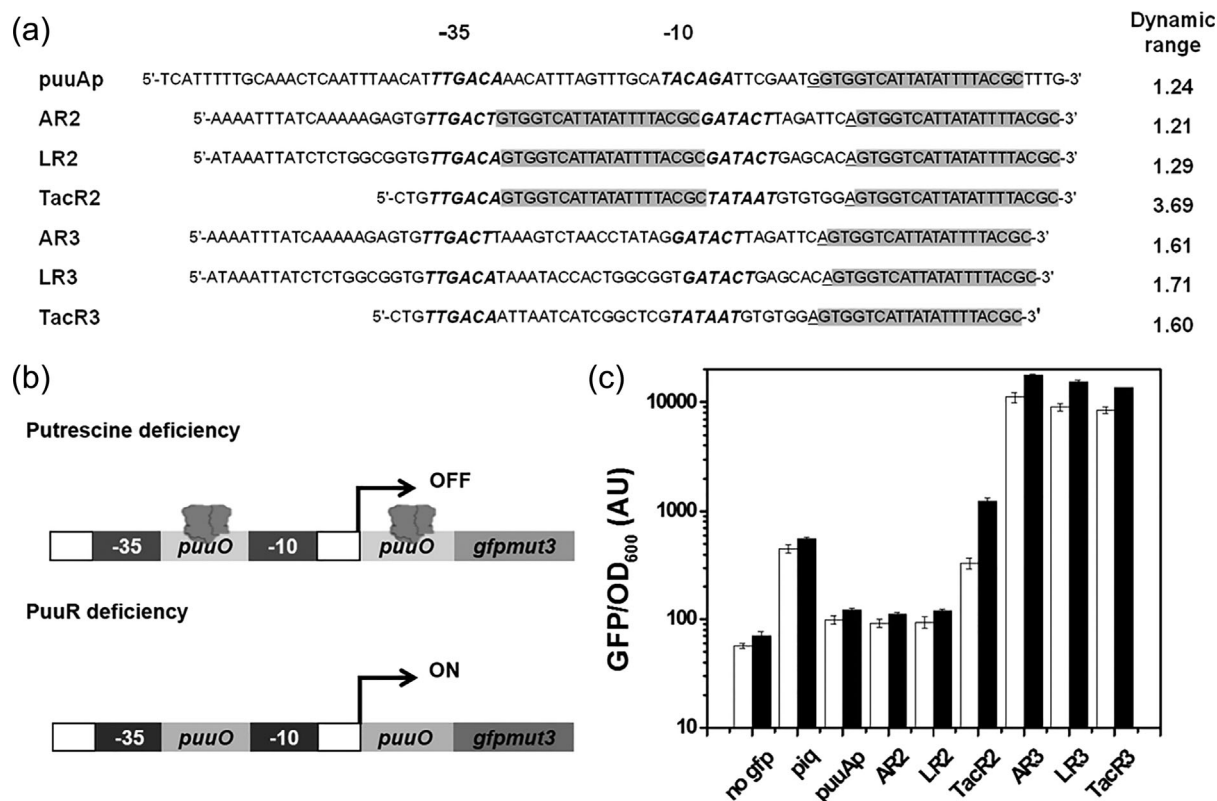 (a)
-35 -10 Dynamic range
puuAp 5'-TCATTTTTGCAAACTCAATTTAACATTTGACAAACATTTAGTTTGCATACAGATTCGAATGGTGGTCATTATATTTTACGCTTTG-3' 1.24
AR2 5'-AAAATTTATCAAAAAGAGTGTTGACTGTGGTCATTATATTTTACGCGATACTTAGATTCAGTGGTCATTATATTTTACGC-3' 1.21
LR2 5'-ATAAATTATCTCTGGCGGTGTTGACAGTGGTCATTATATTTTACGCGATACTGAGCACAGTGGTCATTATATTTTACGC-3' 1.29
TacR2 5'-CTGTTGACAGTGGTCATTATATTTTACGCTATAATGTGTGGAGTGGTCATTATATTTTACGC-3' 3.69
AR3 5'-AAAATTTATCAAAAAGAGTGTTGACTTAAAGTCTAACCTATAGGATACTTAGATTCAGTGGTCATTATATTTTACGC-3' 1.61
LR3 5'-ATAAATTATCTCTGGCGGTGTTGACATAAATACCACTGGCGGTGATACTGAGCACAGTGGTCATTATATTTTACGC-3' 1.71
TacR3 5'-CTGTTGACAATTAATCATCGGCTCGTATAATGTGTGGAGTGGTCATTATATTTTACGC-3' 1.60
(b)
Putrescine deficiency
OFF
-35 puuO -10 puuO gfpmut3
PuuR deficiency
ON
-35 puuO -10 puuO gfpmut3
(c)
GFP/OD600 (AU)
10000
1000
100
10
no gfp piq puuAp AR2 LR2 TacR2 AR3 LR3 TacR3